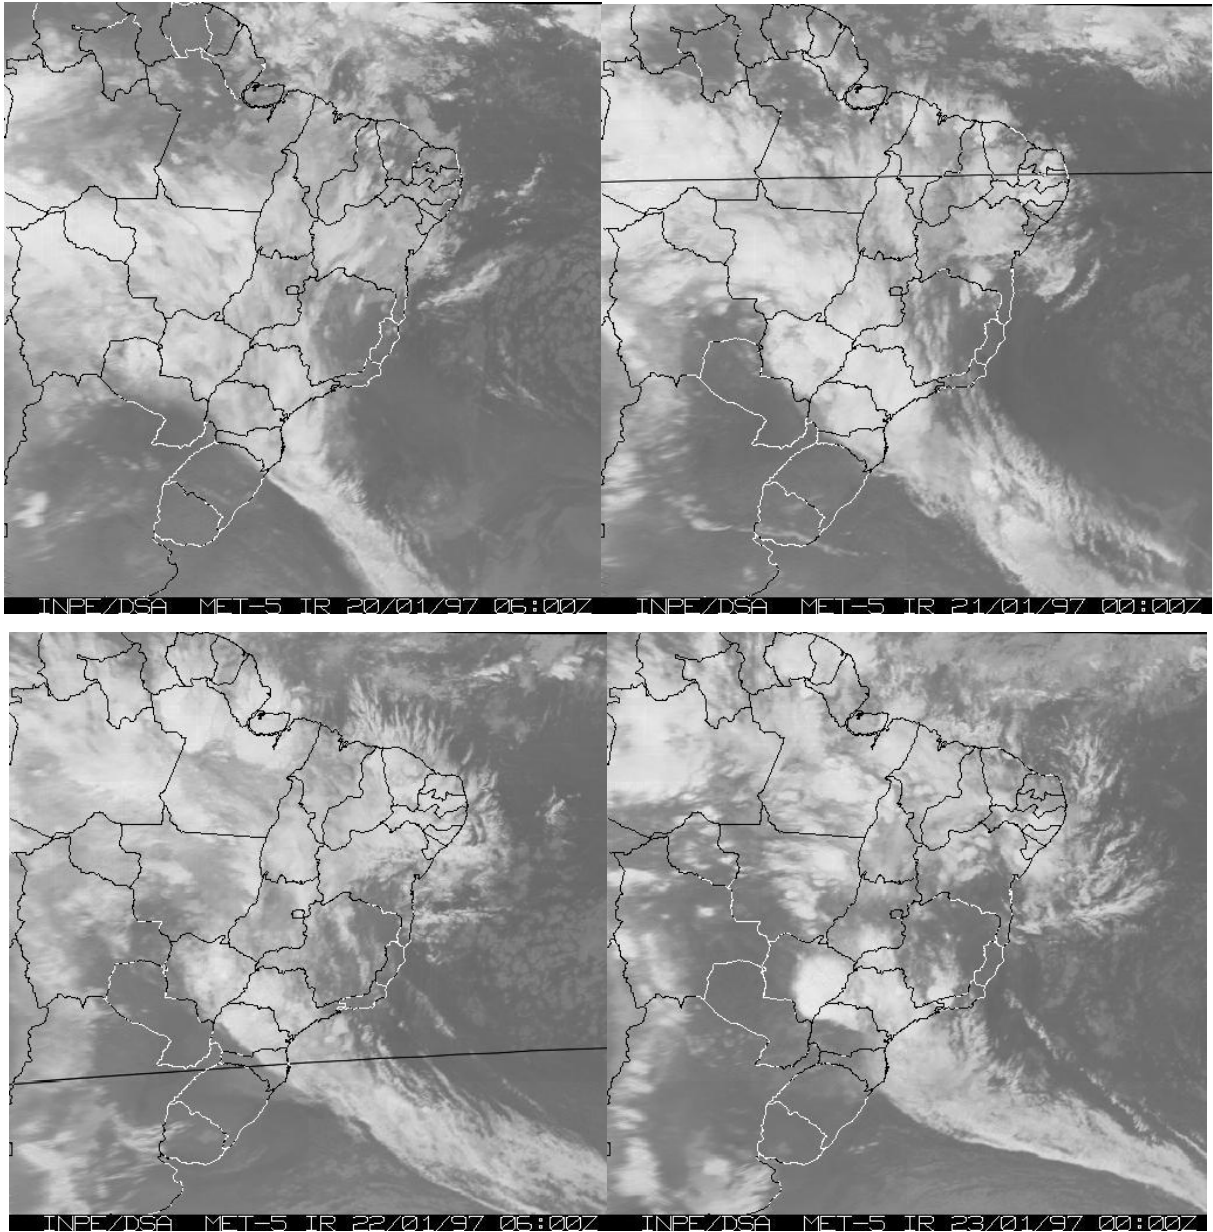 INPE/DSA MET-5 IR 20/01/97 06:00Z
INPE/DSA MET-5 IR 21/01/97 00:00Z
INPE/DSA MET-5 IR 22/01/97 06:00Z
INPE/DSA MET-5 IR 23/01/97 00:00Z